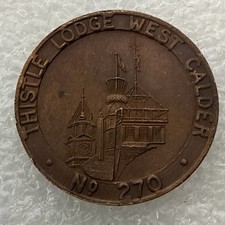 THISTLE LODGE WEST CALDER
Nº 270